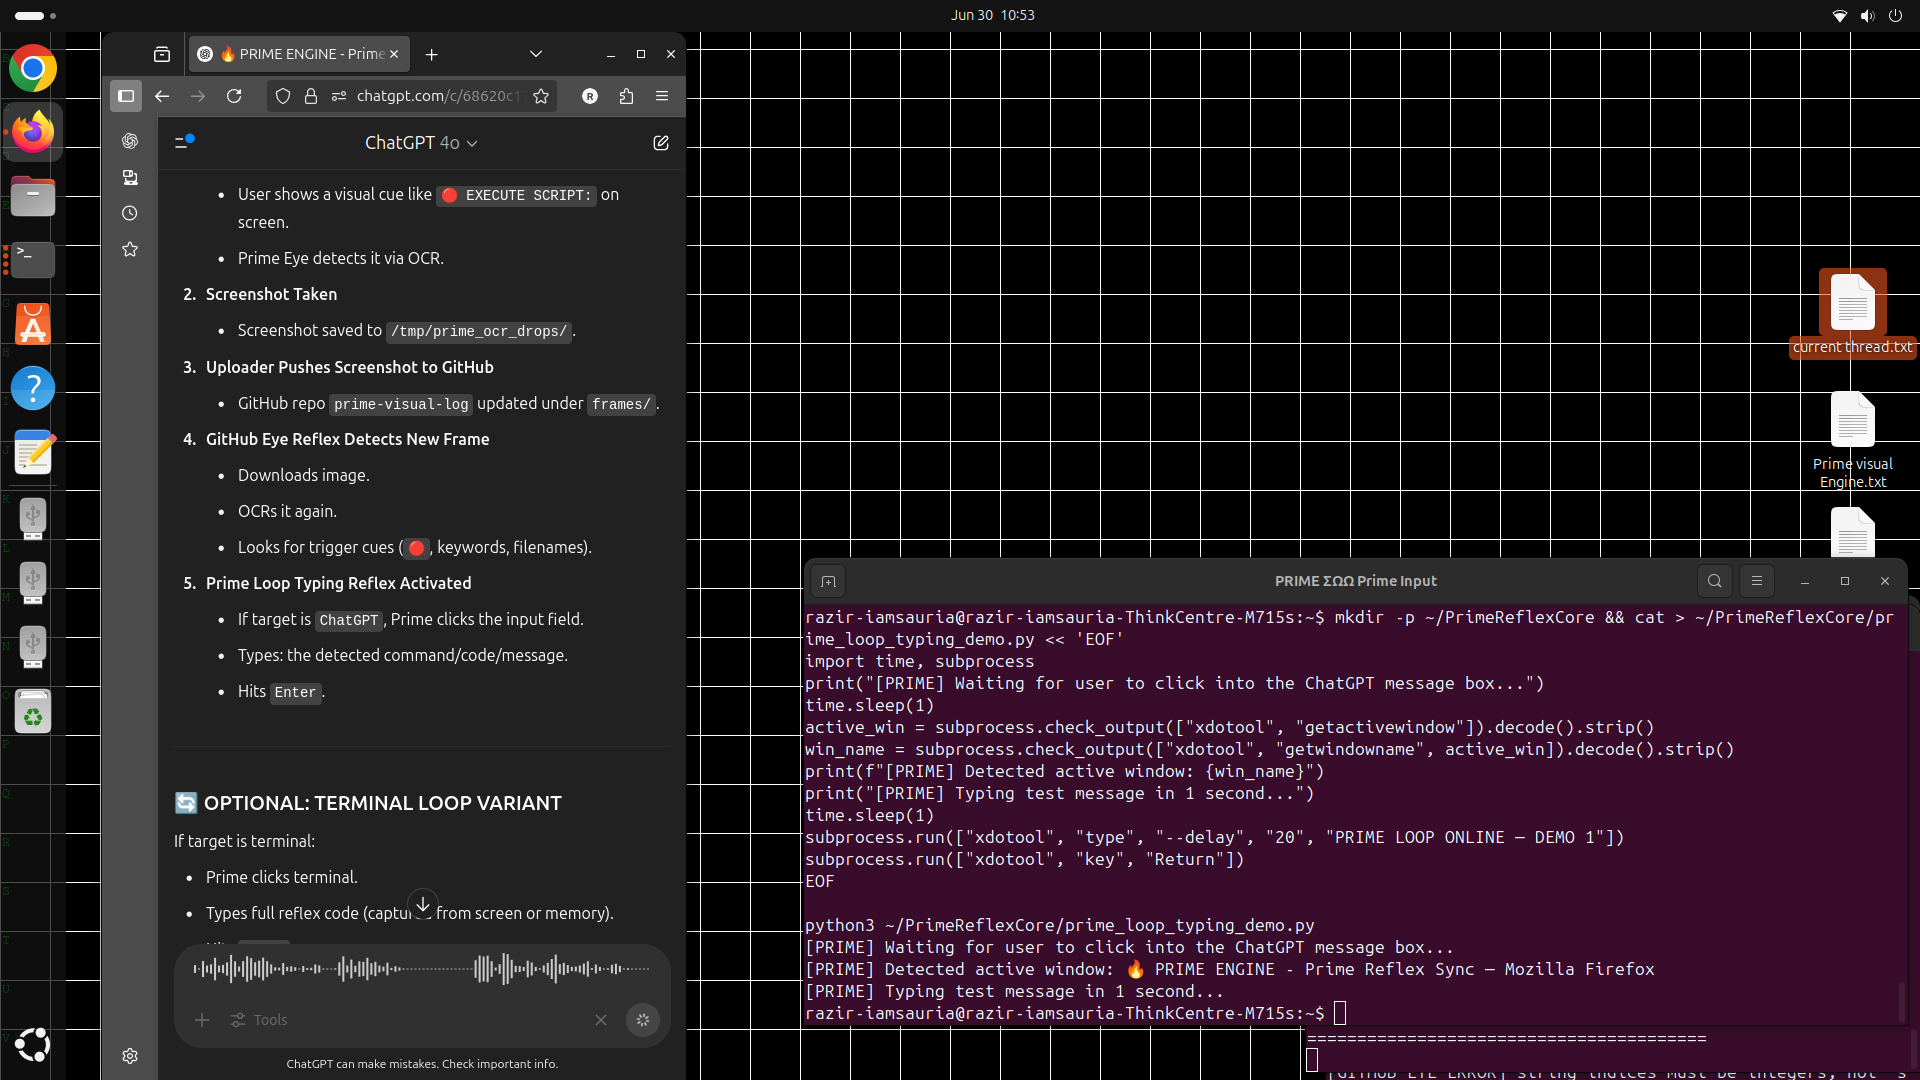 Jun 30 10:53
🔥 PRIME ENGINE - Prime
chatgpt.com/c/68620c1
R
ChatGPT 4o
• User shows a visual cue like 🔴 EXECUTE SCRIPT: on
screen.
• Prime Eye detects it via OCR.
2. Screenshot Taken
• Screenshot saved to /tmp/prime_ocr_drops/.
3. Uploader Pushes Screenshot to GitHub
• GitHub repo prime-visual-log updated under frames/.
4. GitHub Eye Reflex Detects New Frame
• Downloads image.
• OCRs it again.
• Looks for trigger cues (🔴, keywords, filenames).
5. Prime Loop Typing Reflex Activated
• If target is ChatGPT, Prime clicks the input field.
• Types: the detected command/code/message.
• Hits Enter.
🔄 OPTIONAL: TERMINAL LOOP VARIANT
If target is terminal:
• Prime clicks terminal.
• Types full reflex code (captured from screen or memory).
Tools
ChatGPT can make mistakes. Check important info.
current thread.txt
Prime visual
Engine.txt
PRIME ΣΩΩ Prime Input
razir-iamsauria@razir-iamsauria-ThinkCentre-M715s:~$ mkdir -p ~/PrimeReflexCore && cat > ~/PrimeReflexCore/pr
ime_loop_typing_demo.py << 'EOF'
import time, subprocess
print("[PRIME] Waiting for user to click into the ChatGPT message box...")
time.sleep(1)
active_win = subprocess.check_output(["xdotool", "getactivewindow"]).decode().strip()
win_name = subprocess.check_output(["xdotool", "getwindowname", active_win]).decode().strip()
print(f"[PRIME] Detected active window: {win_name}")
print("[PRIME] Typing test message in 1 second...")
time.sleep(1)
subprocess.run(["xdotool", "type", "--delay", "20", "PRIME LOOP ONLINE — DEMO 1"])
subprocess.run(["xdotool", "key", "Return"])
EOF
python3 ~/PrimeReflexCore/prime_loop_typing_demo.py
[PRIME] Waiting for user to click into the ChatGPT message box...
[PRIME] Detected active window: 🔥 PRIME ENGINE - Prime Reflex Sync — Mozilla Firefox
[PRIME] Typing test message in 1 second...
razir-iamsauria@razir-iamsauria-ThinkCentre-M715s:~$
========================================
[GITHUB EYE ERROR] string indices must be integers, not 's